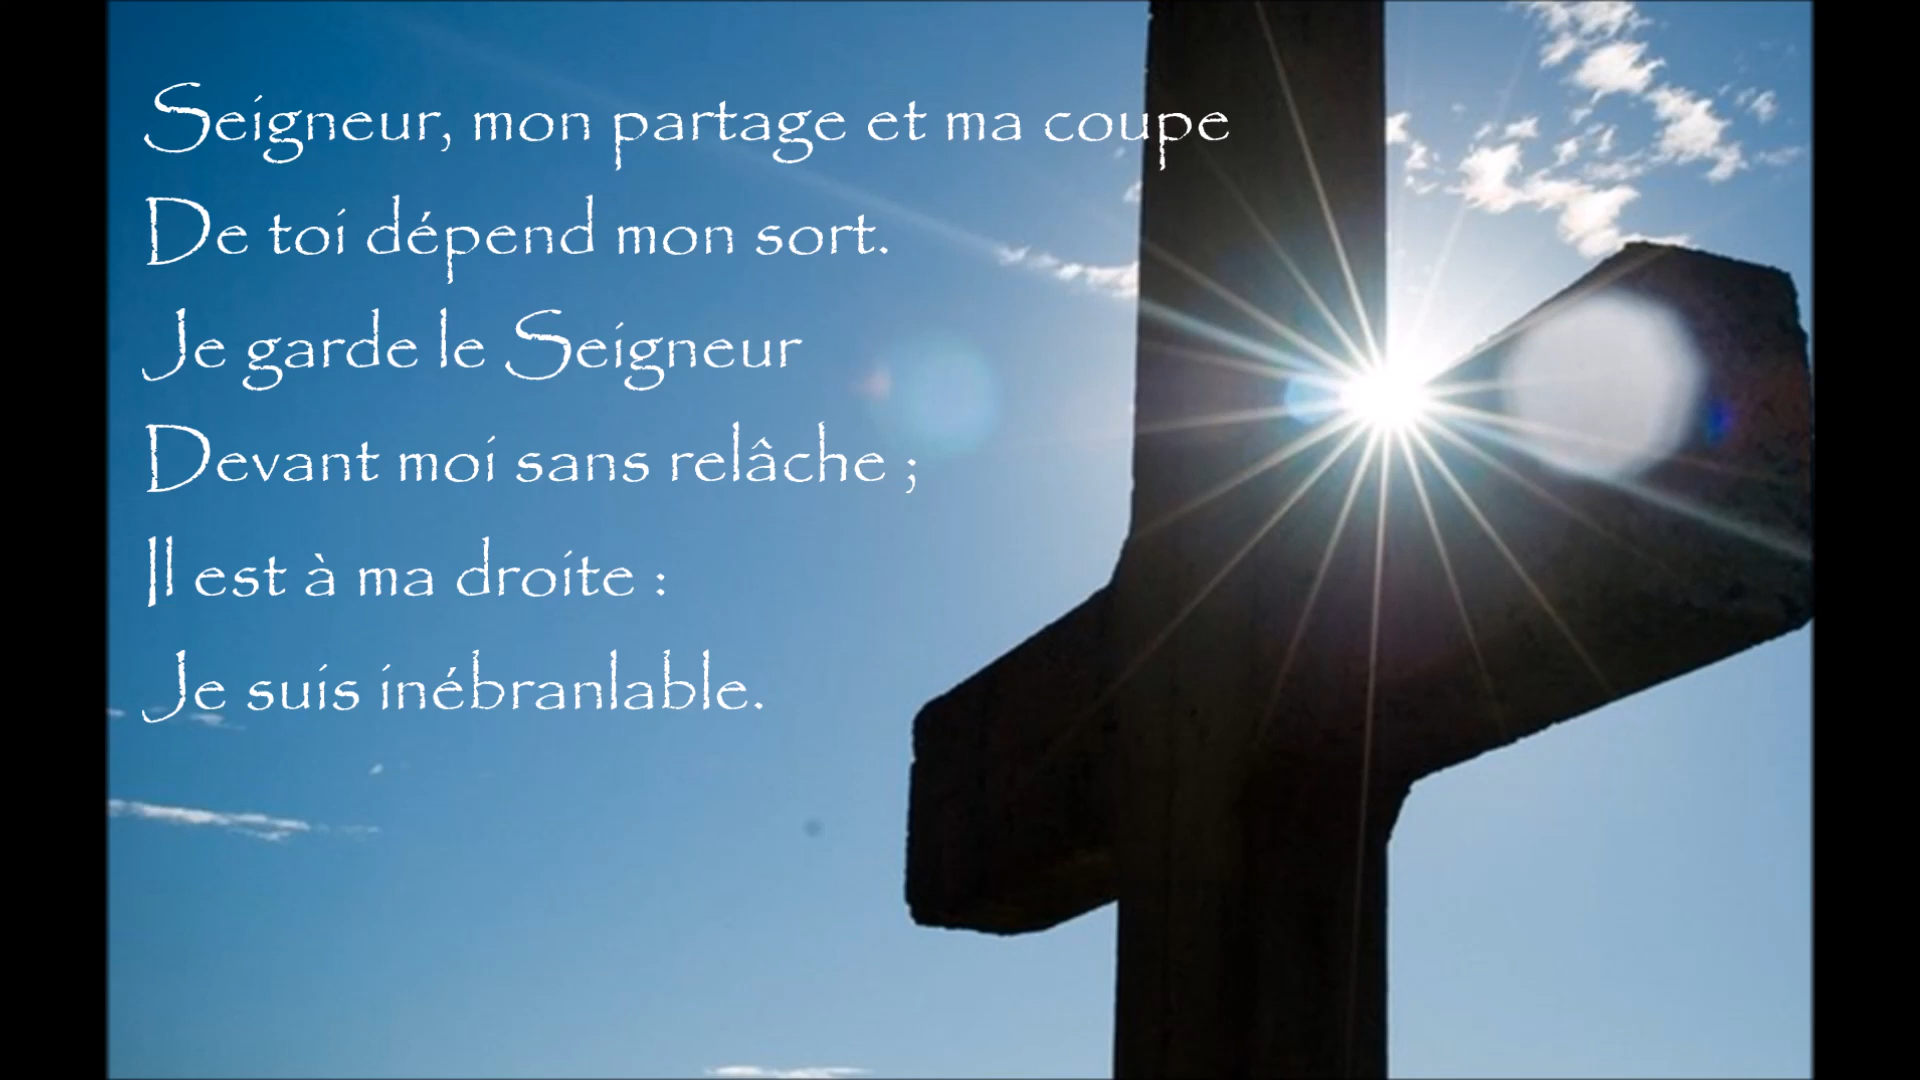 Seigneur, mon partage et ma coupe
De toi dépend mon sort.
Je garde le Seigneur
Devant moi sans relâche ;
Il est à ma droite :
Je suis inébranlable.